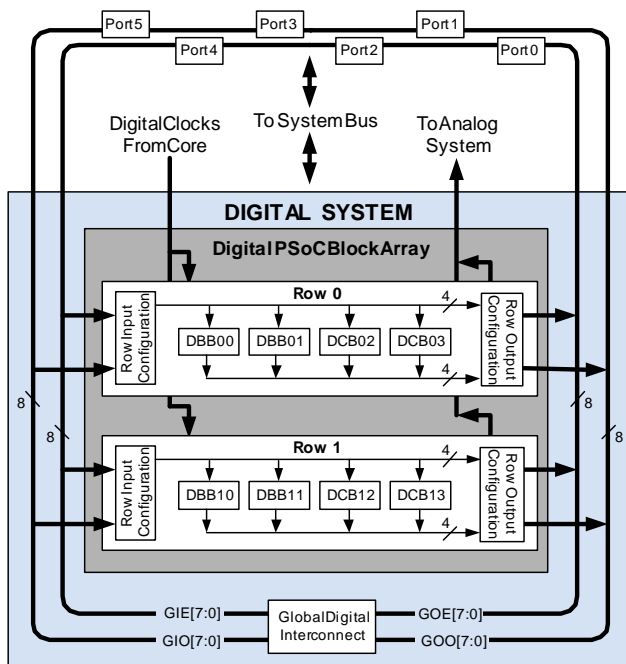 Port5
Port3
Port1
Port4
Port2
Port0
DigitalClocks
FromCore
ToSystemBus
ToAnalog
System
DIGITAL SYSTEM
DigitalPSoCBlockArray
Row 0
Row Input
Configuration
4
DBB00
DBB01
DCB02
DCB03
4
Row Output
Configuration
8
8
8
8
Row 1
Row Input
Configuration
4
DBB10
DBB11
DCB12
DCB13
4
Row Output
Configuration
GIE[7:0]
GlobalDigital
Interconnect
GOE[7:0]
GIO[7:0]
GOO[7:0]